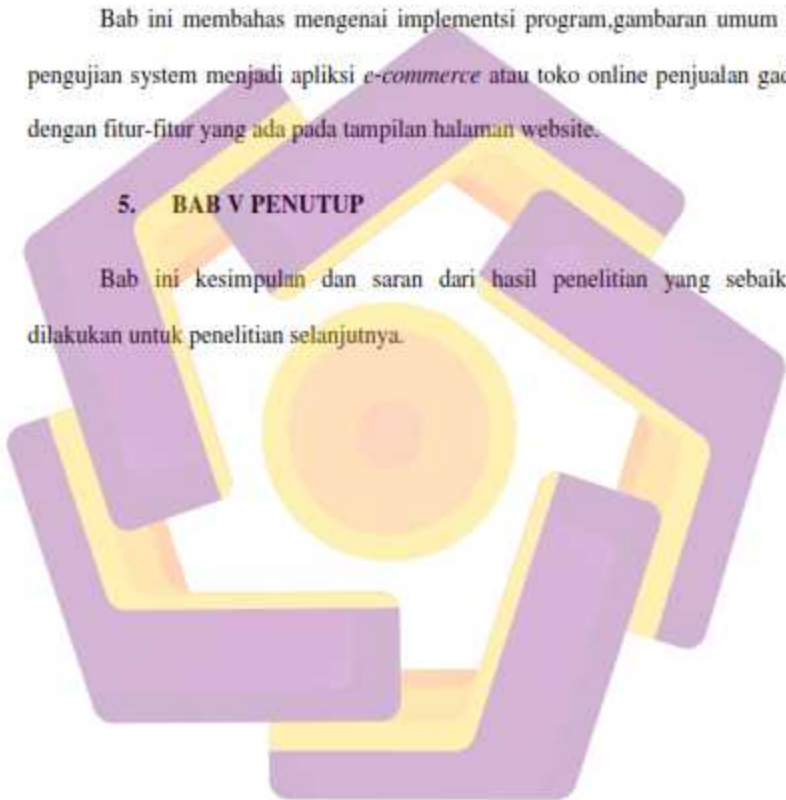 Bab ini membahas mengenai implementsi program,gambaran umum
pengujian system menjadi apliksi e-commerce atau toko online penjualan gad
dengan fitur-fitur yang ada pada tampilan halaman website.
5. BAB V PENUTUP
Bab ini kesimpulan dan saran dari hasil penelitian yang sebaik
dilakukan untuk penelitian selanjutnya.